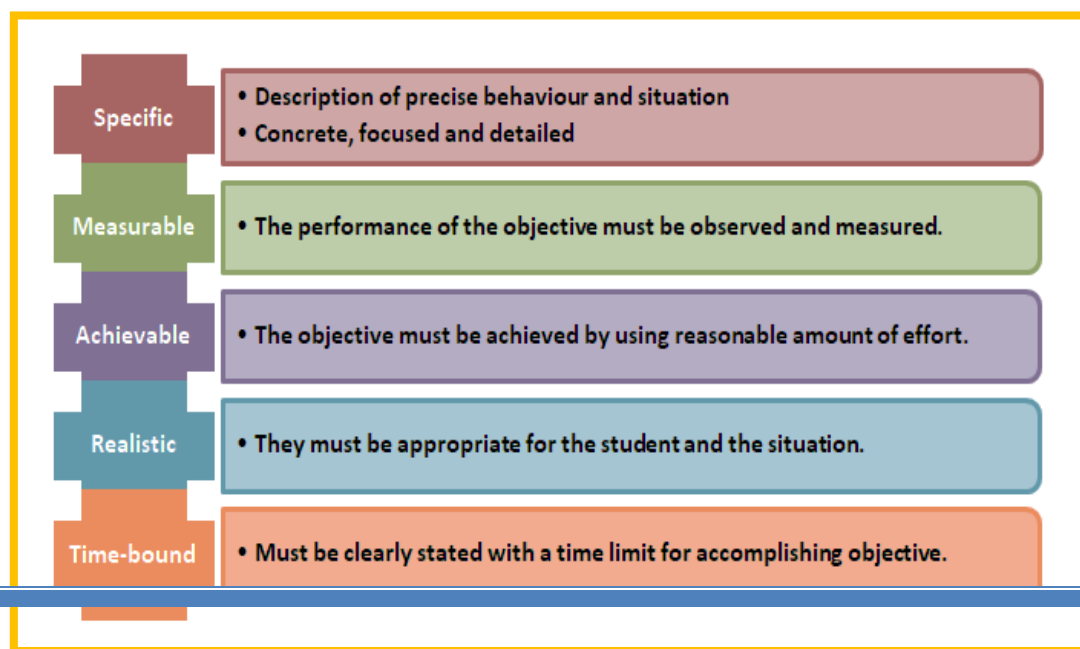 Specific
• Description of precise behaviour and situation
• Concrete, focused and detailed
Measurable
• The performance of the objective must be observed and measured.
Achievable
• The objective must be achieved by using reasonable amount of effort.
Realistic
• They must be appropriate for the student and the situation.
Time-bound
• Must be clearly stated with a time limit for accomplishing objective.